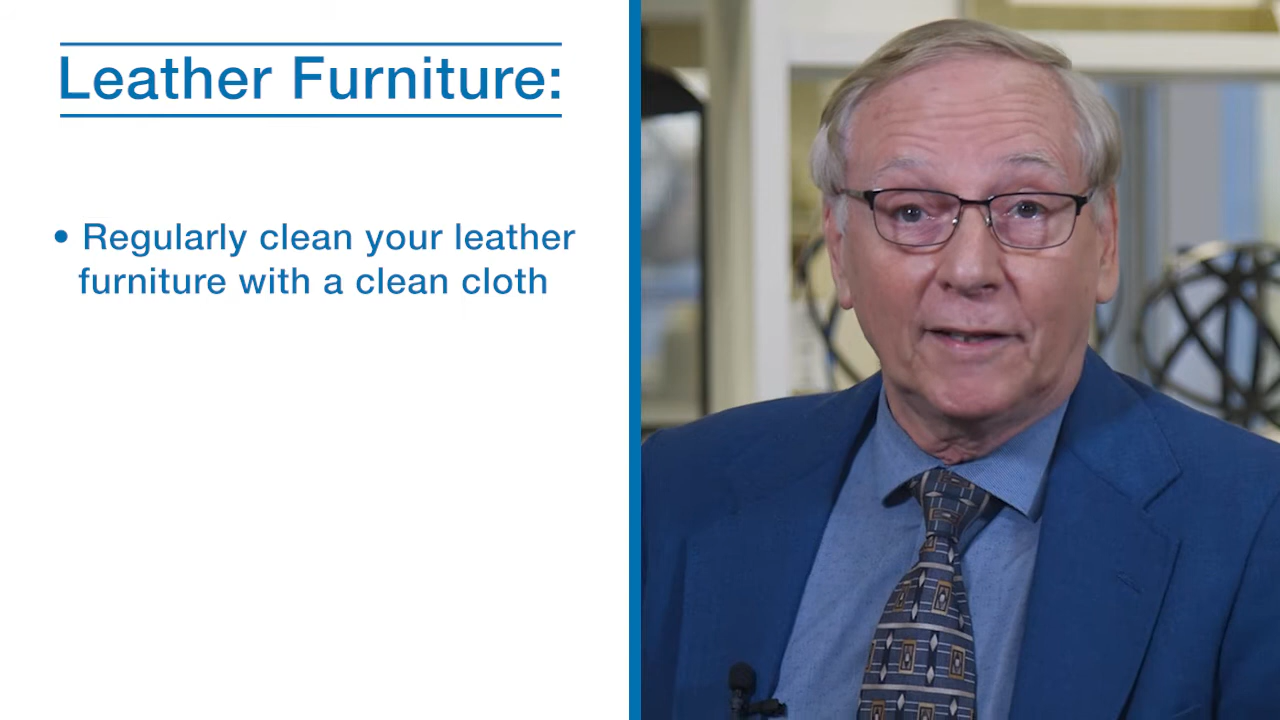 Leather Furniture:
• Regularly clean your leather
furniture with a clean cloth